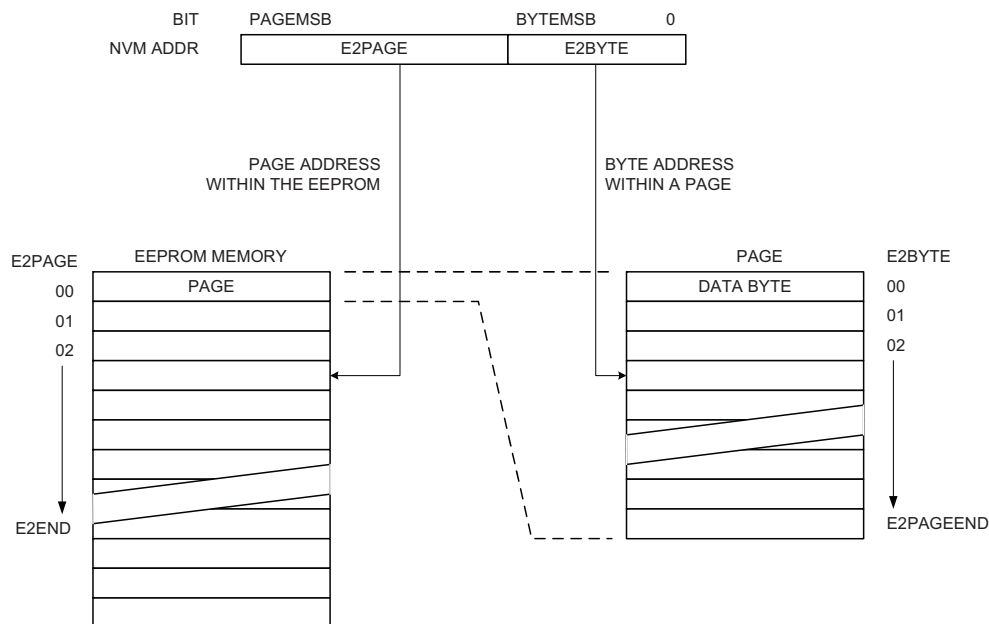 BIT PAGEMSB BYTEMSB 0
NVM ADDR E2PAGE E2BYTE
PAGE ADDRESS
WITHIN THE EEPROM
BYTE ADDRESS
WITHIN A PAGE
E2PAGE EEPROM MEMORY
00 PAGE
01
02
E2END
PAGE E2BYTE
DATA BYTE 00
01
02
E2PAGEEND